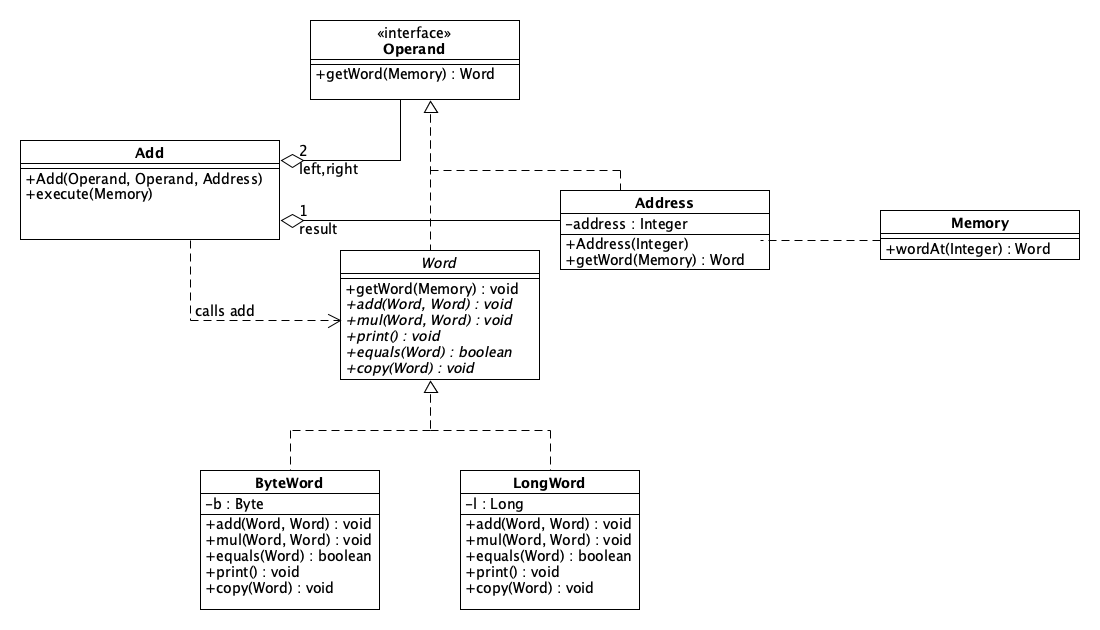 «interface»
Operand
+getWord(Memory) : Word
Add
+Add(Operand, Operand, Address)
+execute(Memory)
2
left,right
1
result
calls add
Address
-address : Integer
+Address(Integer)
+getWord(Memory) : Word
Memory
+wordAt(Integer) : Word
Word
+getWord(Memory) : void
+add(Word, Word) : void
+mul(Word, Word) : void
+print() : void
+equals(Word) : boolean
+copy(Word) : void
ByteWord
-b : Byte
+add(Word, Word) : void
+mul(Word, Word) : void
+equals(Word) : boolean
+print() : void
+copy(Word) : void
LongWord
-l : Long
+add(Word, Word) : void
+mul(Word, Word) : void
+equals(Word) : boolean
+print() : void
+copy(Word) : void